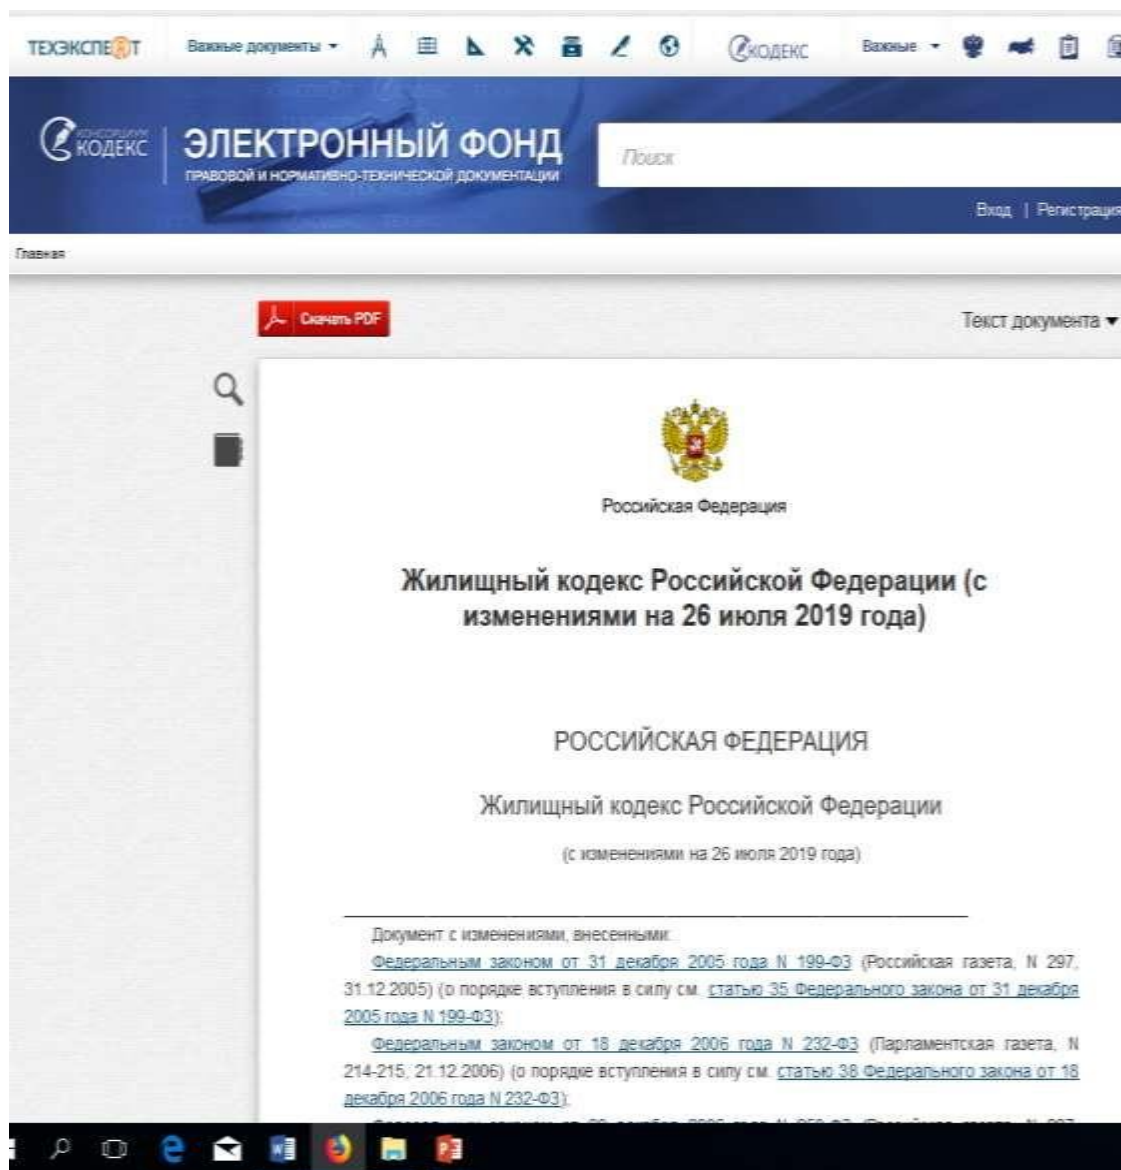 ТЕХЭКСПЕРТ Важные документы КОДЕКС Важные
КОНСОРЦИУМ
КОДЕКС
ЭЛЕКТРОННЫЙ ФОНД
ПРАВОВОЙ И НОРМАТИВНО-ТЕХНИЧЕСКОЙ ДОКУМЕНТАЦИИ
Поиск
Вход | Регистрация
Главная
Скачать PDF
Текст документа
Российская Федерация
Жилищный кодекс Российской Федерации (с
изменениями на 26 июля 2019 года)
РОССИЙСКАЯ ФЕДЕРАЦИЯ
Жилищный кодекс Российской Федерации
(с изменениями на 26 июля 2019 года)
Документ с изменениями, внесенными:
Федеральным законом от 31 декабря 2005 года N 199-ФЗ (Российская газета, N 297,
31.12.2005) (о порядке вступления в силу см. статью 35 Федерального закона от 31 декабря
2005 года N 199-ФЗ);
Федеральным законом от 18 декабря 2006 года N 232-ФЗ (Парламентская газета, N
214-215, 21.12.2006) (о порядке вступления в силу см. статью 38 Федерального закона от 18
декабря 2006 года N 232-ФЗ);